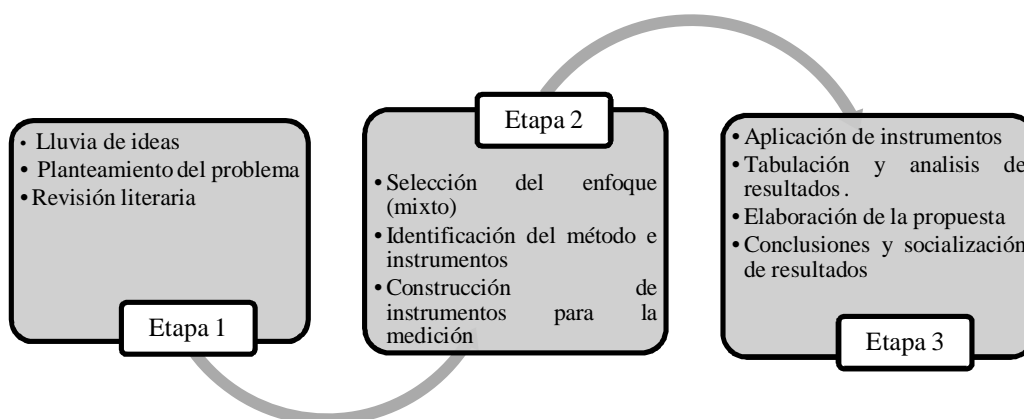 • Lluvia de ideas
• Planteamiento del problema
• Revisión literaria
Etapa 1
Etapa 2
• Selección del enfoque
(mixto)
• Identificación del método e
instrumentos
• Construcción de
instrumentos para la
medición
• Aplicación de instrumentos
• Tabulación y analisis de
resultados .
• Elaboración de la propuesta
• Conclusiones y socialización
de resultados
Etapa 3